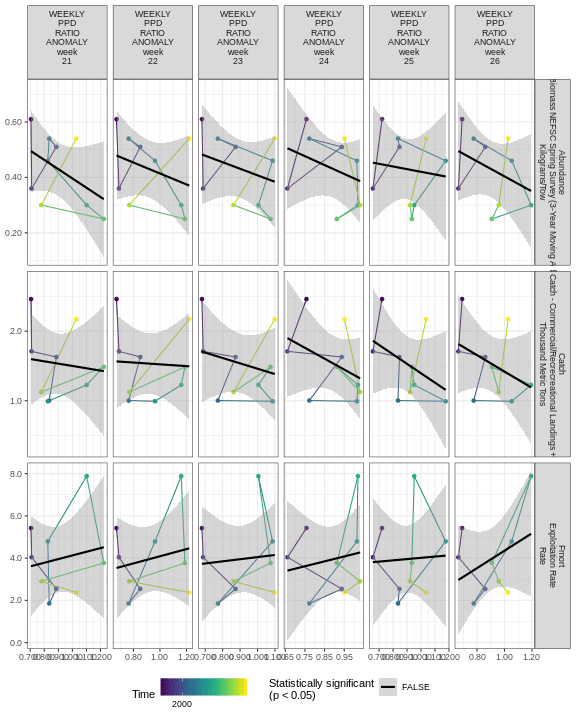 WEEKLY
PPD
RATIO
ANOMALY
week
21
WEEKLY
PPD
RATIO
ANOMALY
week
22
WEEKLY
PPD
RATIO
ANOMALY
week
23
WEEKLY
PPD
RATIO
ANOMALY
week
24
WEEKLY
PPD
RATIO
ANOMALY
week
25
WEEKLY
PPD
RATIO
ANOMALY
week
26
0.60
0.40
0.20
Abundance
Biomass NEFSC Spring Survey (3-Year Moving A
Kilograms/Tow
2.0
1.0
Catch
Catch - Commercial/Recreational Landings +
Thousand Metric Tons
8.0
6.0
4.0
2.0
0.0
Fmort
Exploitation Rate
Rate
0.80 1.00 1.20
0.75 0.85 0.95
0.80 1.00 1.20
Time
2000
Statistically significant
(p < 0.05)
FALSE